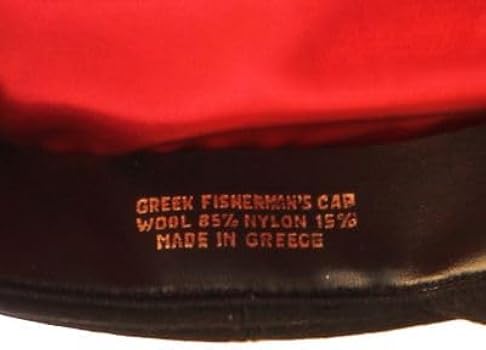 GREEK FISHERMAN'S CAP
WOOL 85% NYLON 15%
MADE IN GREECE